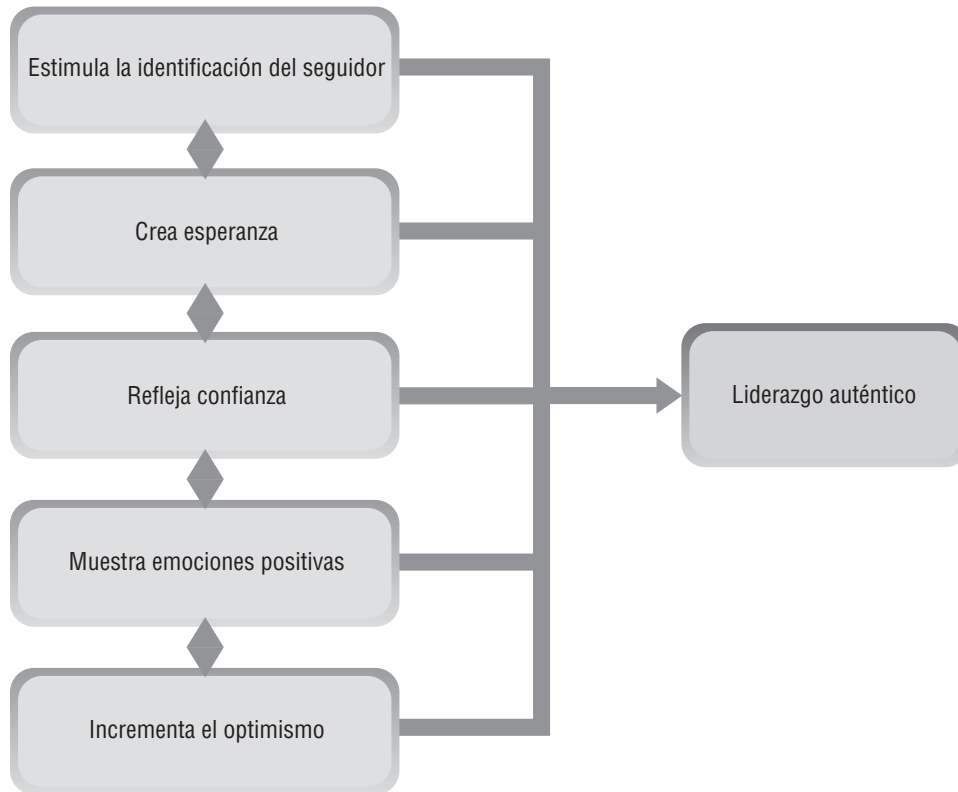 Estimula la identificación del seguidor
Crea esperanza
Refleja confianza
Liderazgo auténtico
Muestra emociones positivas
Incrementa el optimismo